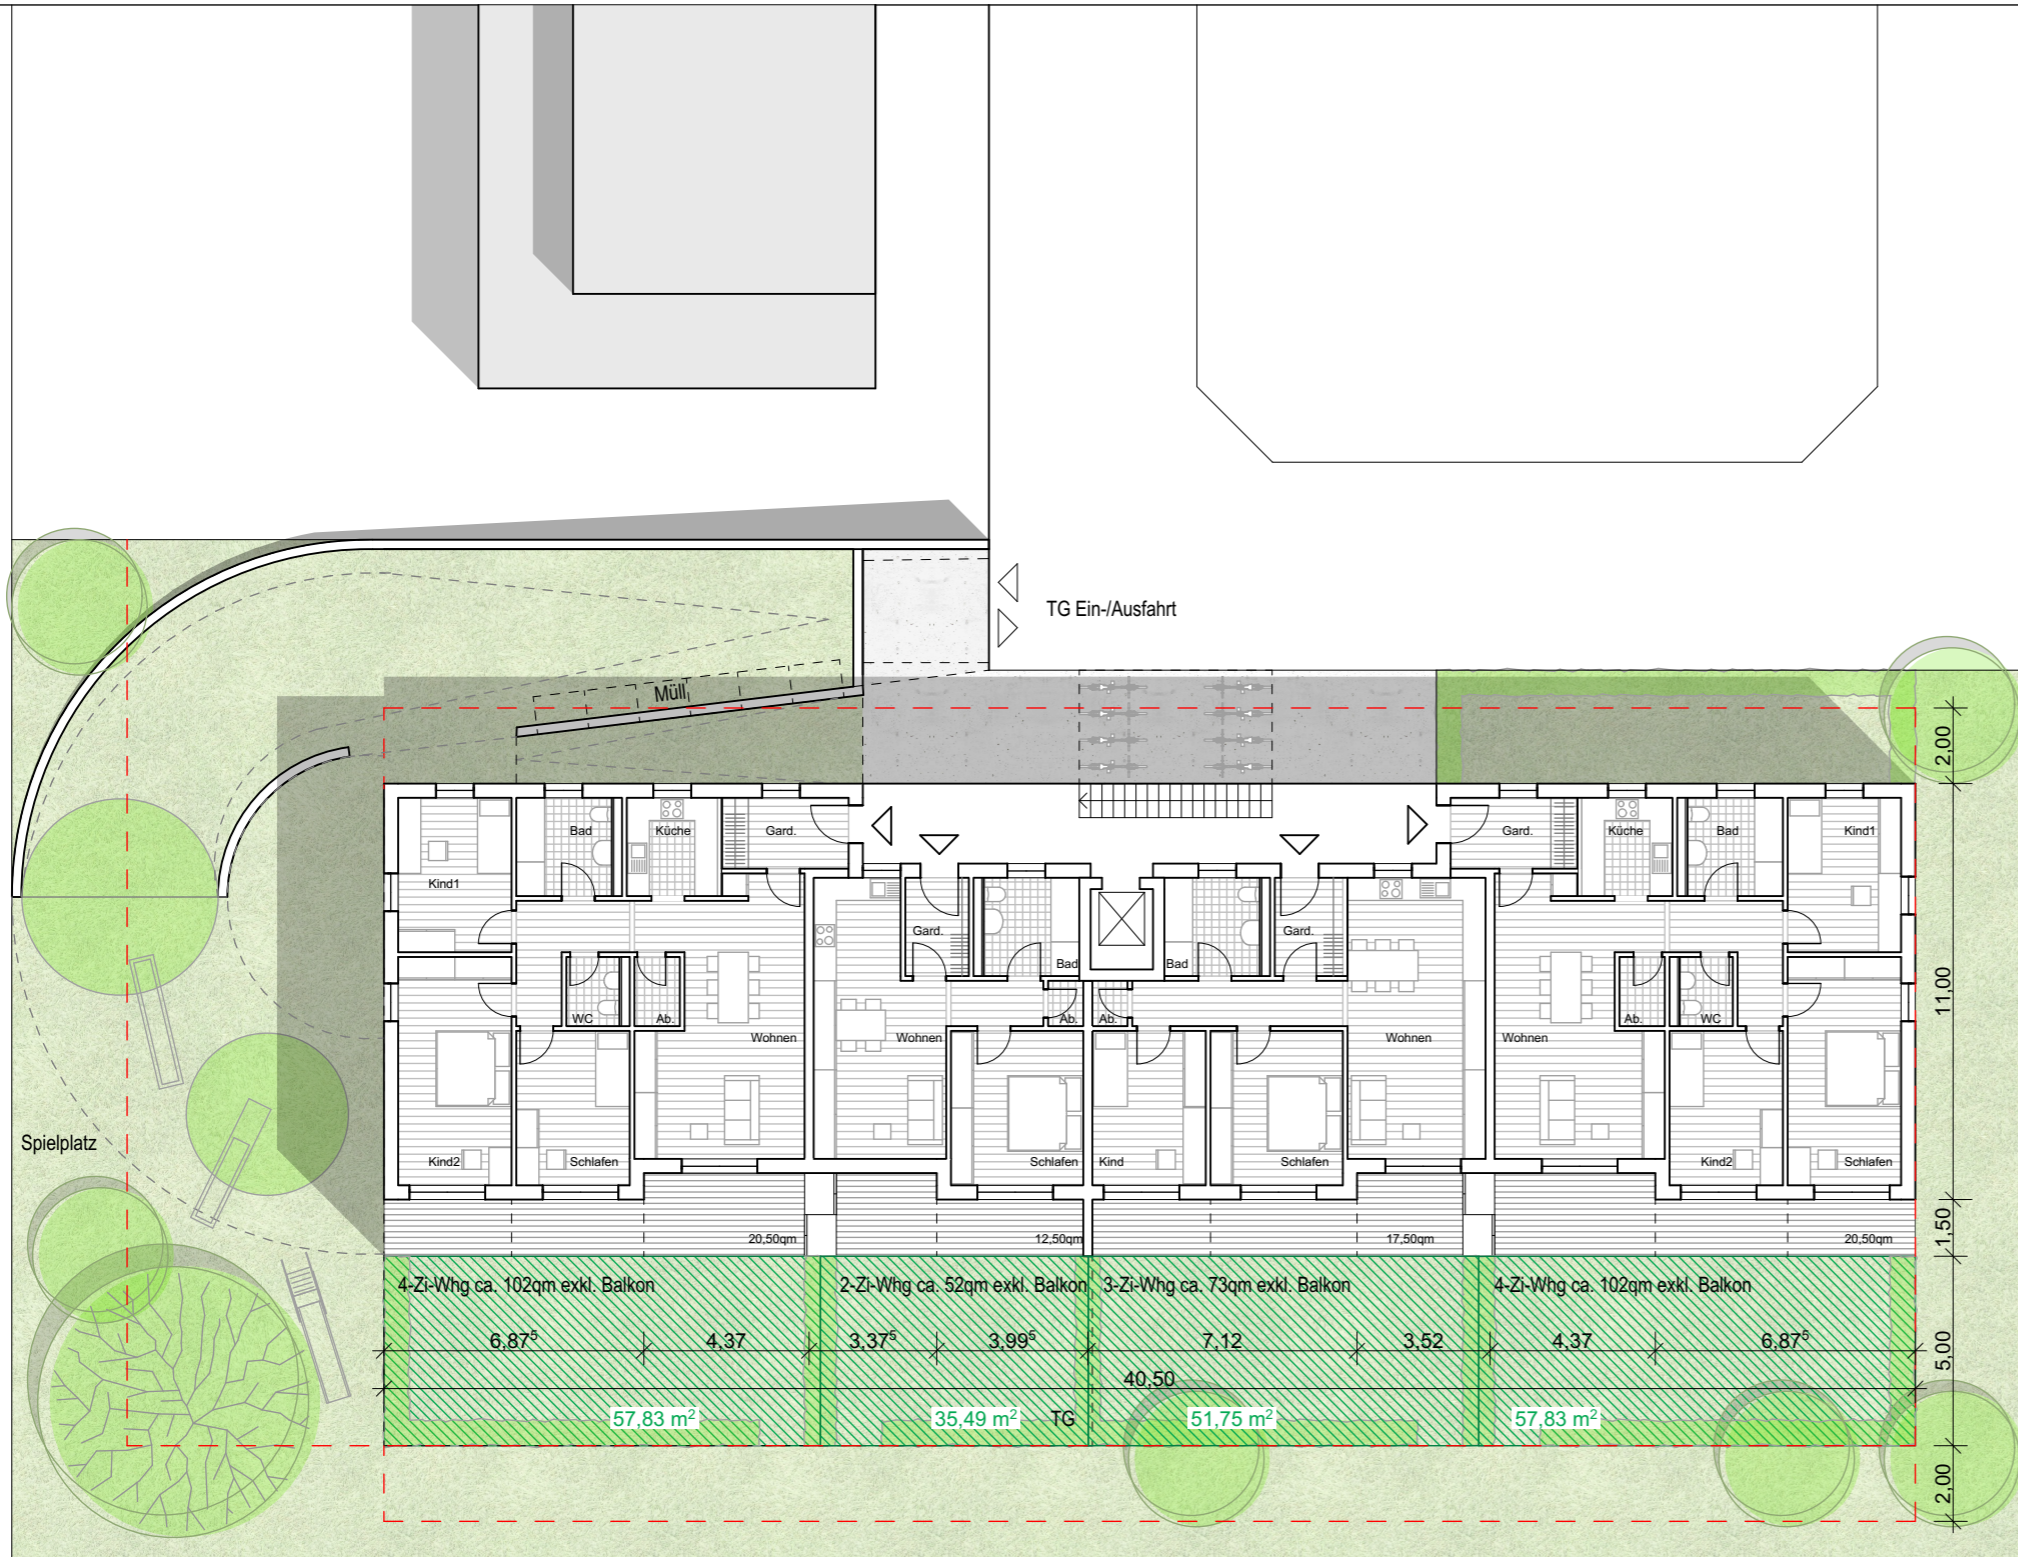 TG Ein-/Ausfahrt
Müll
2,00
Bad
Küche
Gard.
Gard.
Küche
Bad
Kind1
Kind1
Gard.
Gard.
Bad
Bad
WC
Ab.
Ab.
Ab.
Ab.
WC
11,00
Wohnen
Wohnen
Wohnen
Wohnen
Spielplatz
Kind2
Schlafen
Schlafen
Kind
Schlafen
Kind2
Schlafen
20,50qm
12,50qm
17,50qm
20,50qm
1,50
4-Zi-Whg ca. 102qm exkl. Balkon
2-Zi-Whg ca. 52qm exkl. Balkon
3-Zi-Whg ca. 73qm exkl. Balkon
4-Zi-Whg ca. 102qm exkl. Balkon
6,87⁵
4,37
3,37⁵
3,99⁵
7,12
3,52
4,37
6,87⁵
5,00
40,50
57,83 m²
35,49 m²
TG
51,75 m²
57,83 m²
2,00